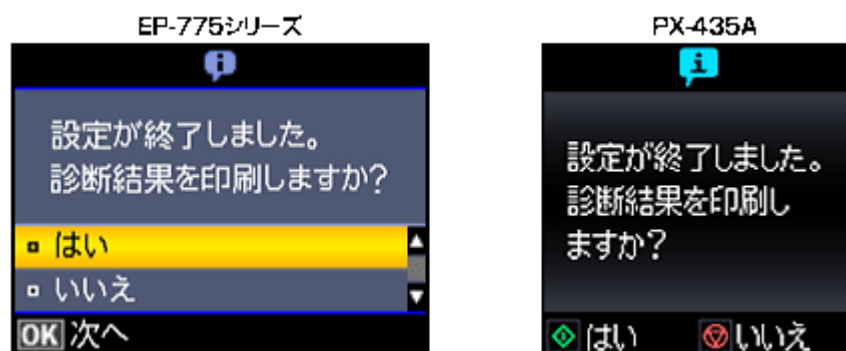 EP-775シリーズ
設定が終了しました。
診断結果を印刷しますか?
はい
いいえ
OK 次へ
PX-435A
設定が終了しました。
診断結果を印刷し
ますか?
はい いいえ